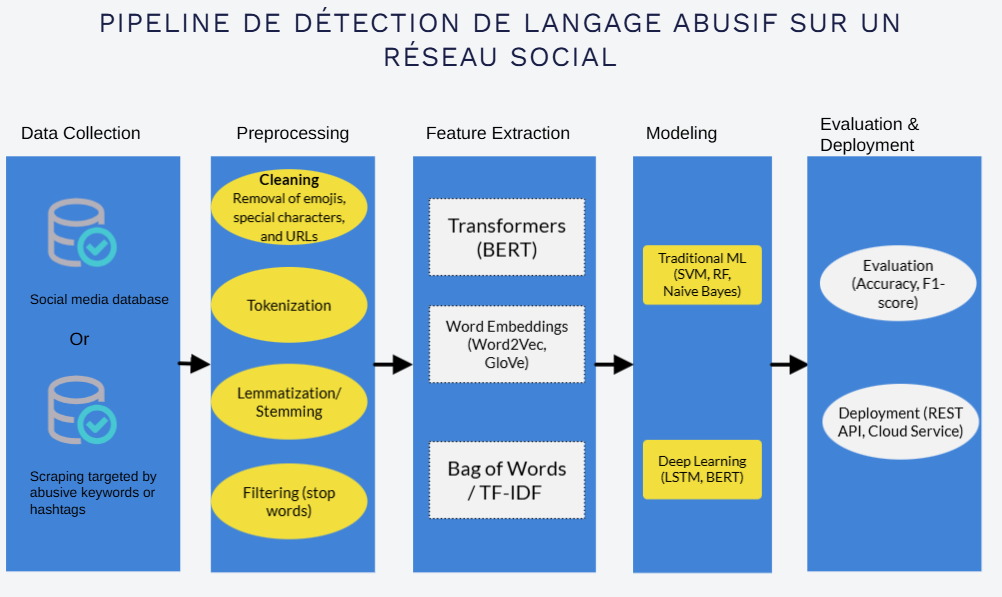 PIPELINE DE DÉTECTION DE LANGAGE ABUSIF SUR UN
RÉSEAU SOCIAL
Data Collection
Preprocessing
Feature Extraction
Modeling
Evaluation &
Deployment
Social media database
Or
Scraping targeted by
abusive keywords or
hashtags
Cleaning
Removal of emojis,
special characters,
and URLs
Tokenization
Lemmatization/
Stemming
Filtering (stop
words)
Transformers
(BERT)
Word Embeddings
(Word2Vec,
GloVe)
Bag of Words
/ TF-IDF
Traditional ML
(SVM, RF,
Naive Bayes)
Deep Learning
(LSTM, BERT)
Evaluation
(Accuracy, F1-
score)
Deployment (REST
API, Cloud Service)